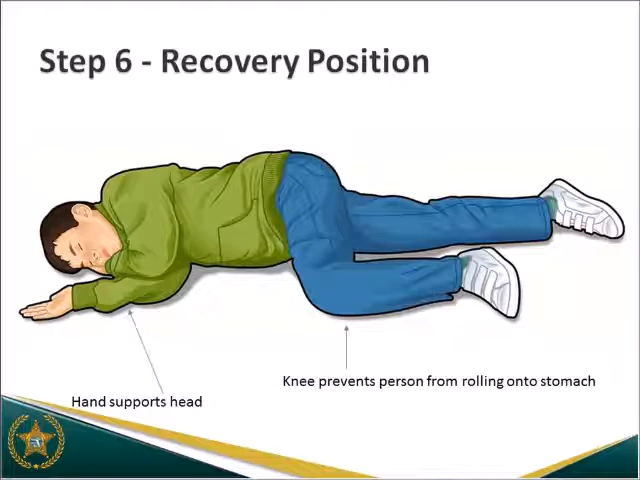 Step 6 - Recovery Position
Knee prevents person from rolling onto stomach
Hand supports head